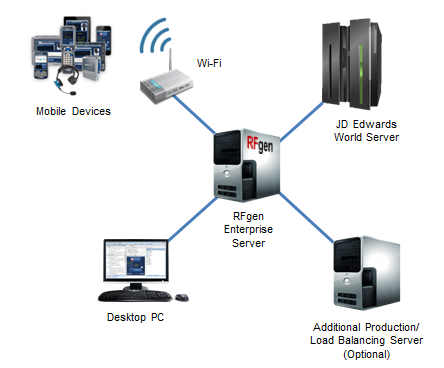 Wi-Fi
Mobile Devices
JD Edwards
World Server
RFgen
RFgen
Enterprise
Server
Desktop PC
Additional Production/
Load Balancing Server
(Optional)